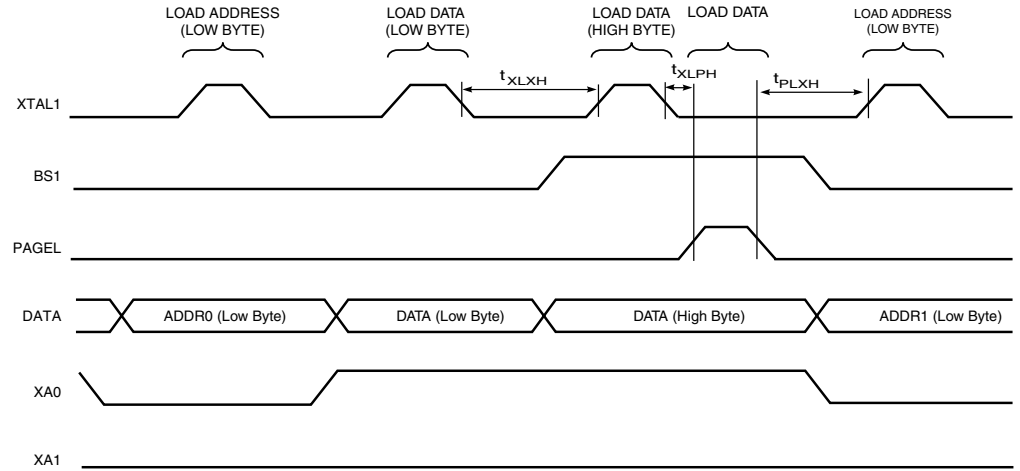 LOAD ADDRESS
(LOW BYTE)
LOAD DATA
(LOW BYTE)
LOAD DATA
(HIGH BYTE)
LOAD DATA
LOAD ADDRESS
(LOW BYTE)
tXLXH
tXLPH
tPLXH
XTAL1
BS1
PAGEL
DATA
ADDR0 (Low Byte)
DATA (Low Byte)
DATA (High Byte)
ADDR1 (Low Byte)
XA0
XA1